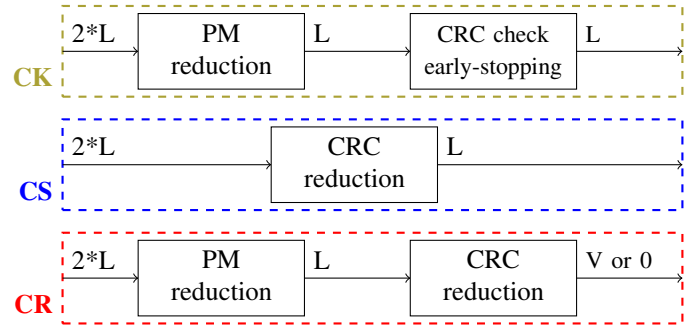 2*L
PM
reduction
L
CRC check
early-stopping
L
CK
2*L
CRC
reduction
L
CS
2*L
PM
reduction
L
CRC
reduction
V or 0
CR